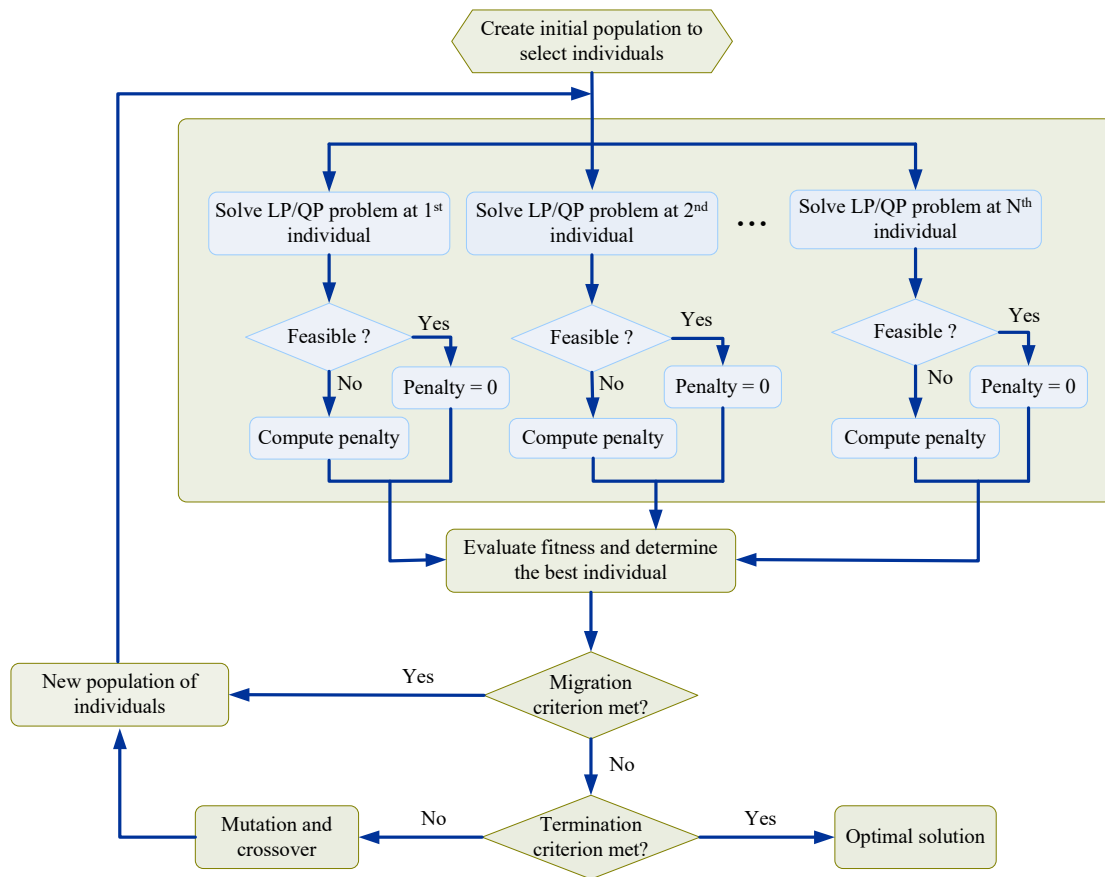 Create initial population to
select individuals
Solve LP/QP problem at 1st
individual
Solve LP/QP problem at 2nd
individual
...
Solve LP/QP problem at Nth
individual
Feasible ?
Yes
No
Penalty = 0
Compute penalty
Feasible ?
Yes
No
Penalty = 0
Compute penalty
Feasible ?
Yes
No
Penalty = 0
Compute penalty
Evaluate fitness and determine
the best individual
Migration
criterion met?
Yes
New population of
individuals
No
Termination
criterion met?
No
Mutation and
crossover
Yes
Optimal solution